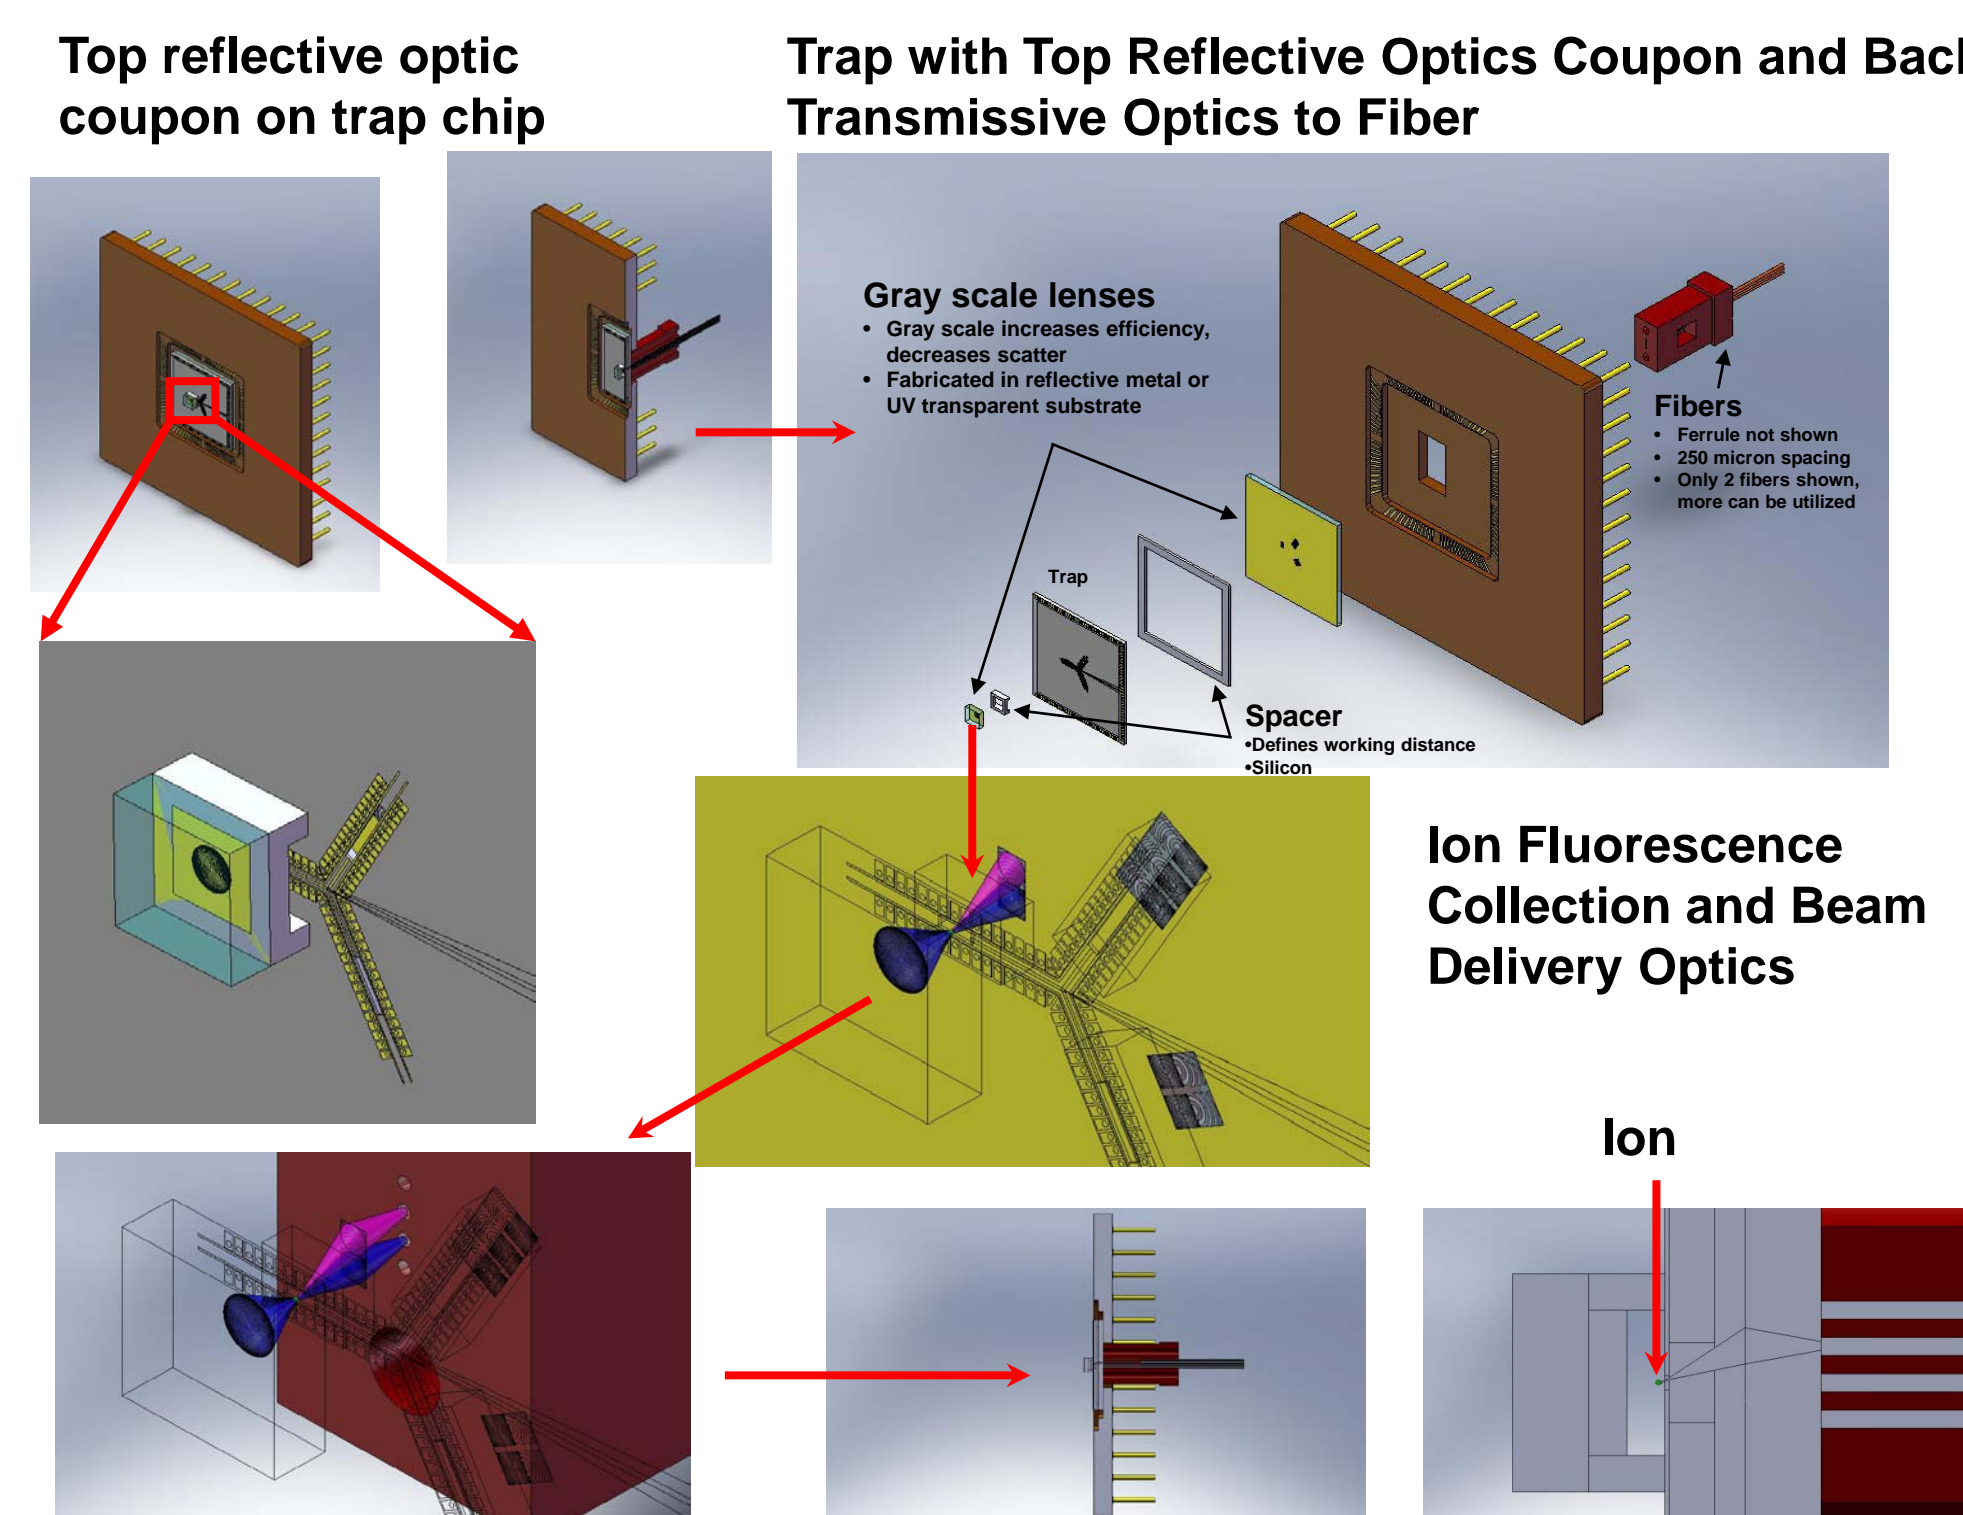 Top reflective optic
coupon on trap chip
Trap with Top Reflective Optics Coupon and Back
Transmissive Optics to Fiber
Gray scale lenses
• Gray scale increases efficiency,
decreases scatter
• Fabricated in reflective metal or
UV transparent substrate
Fibers
• Ferrule not shown
• 250 micron spacing
• Only 2 fibers shown,
more can be utilized
Trap
Spacer
•Defines working distance
•Silicon
Ion Fluorescence
Collection and Beam
Delivery Optics
Ion